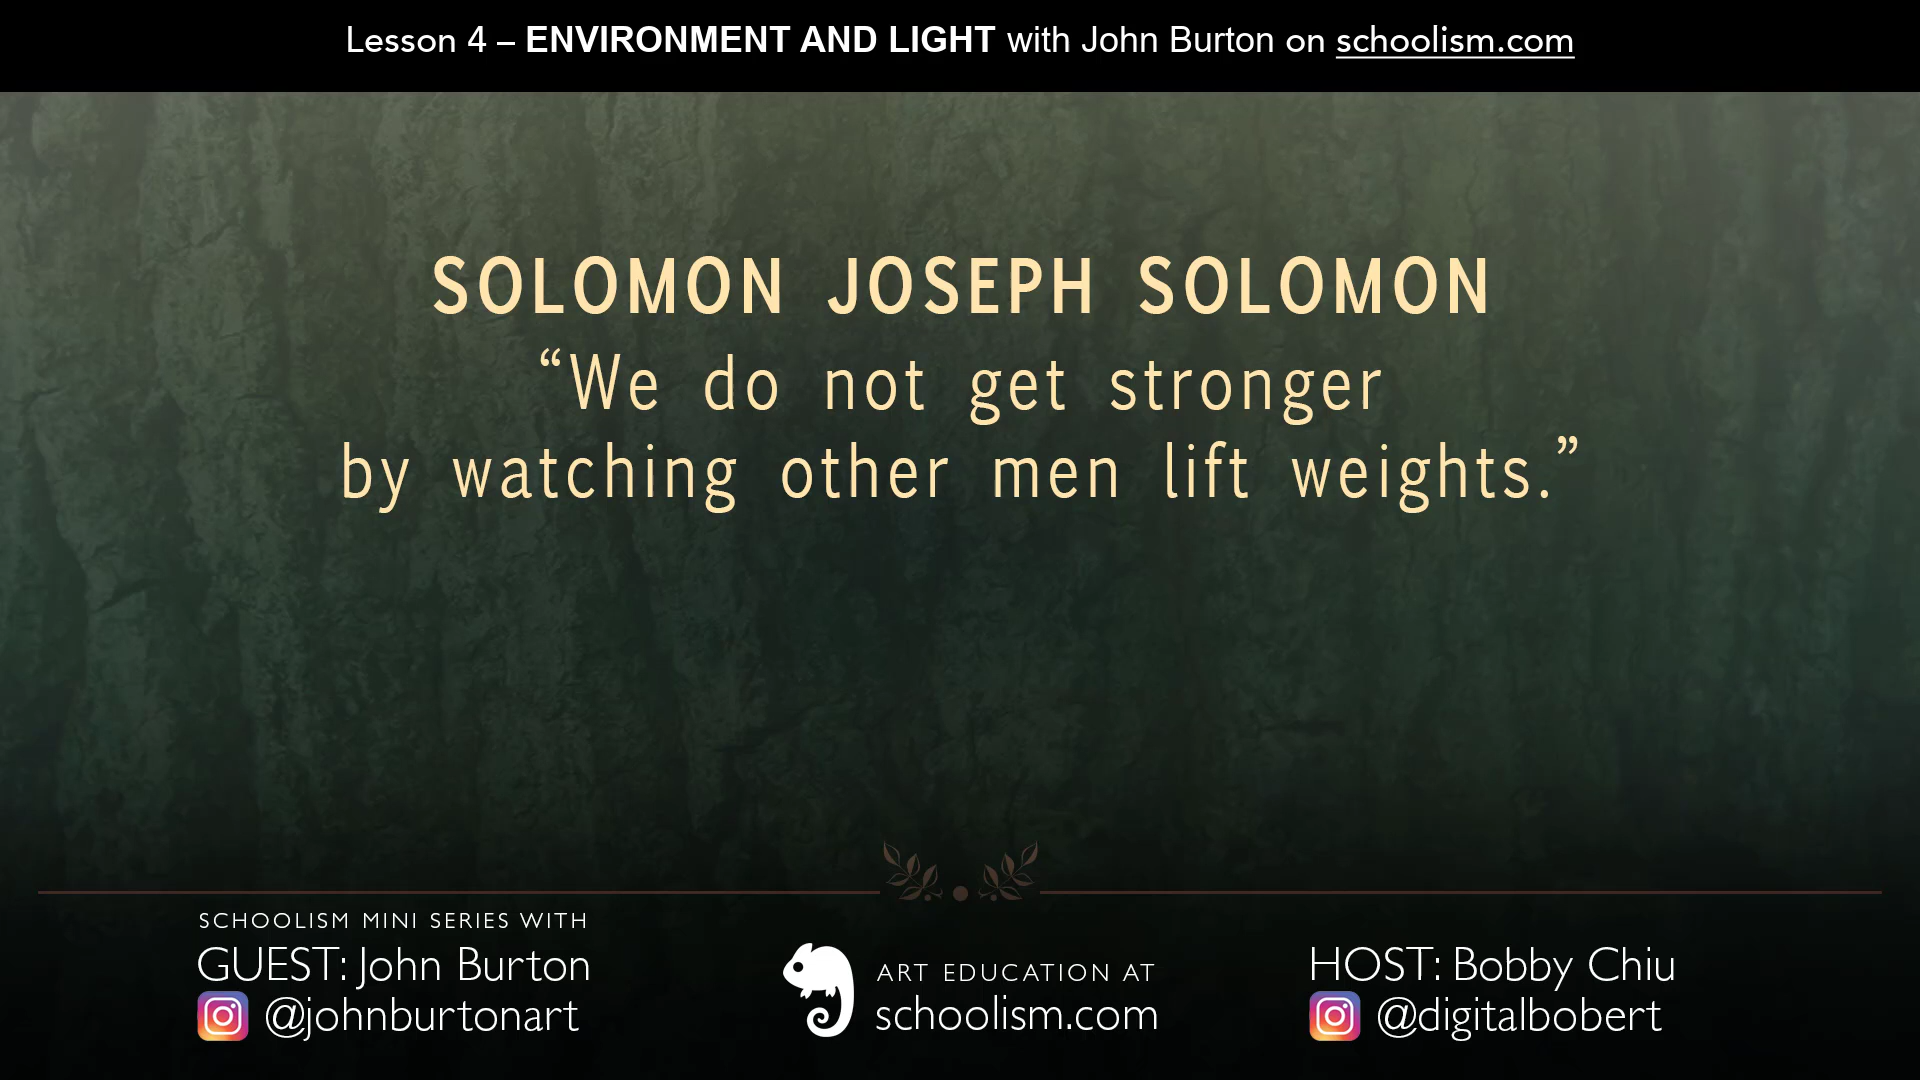 Lesson 4 – ENVIRONMENT AND LIGHT with John Burton on schoolism.com
SOLOMON JOSEPH SOLOMON
“We do not get stronger
by watching other men lift weights.”
SCHOOLISM MINI SERIES WITH
GUEST: John Burton
@johnburtonart
ART EDUCATION AT
schoolism.com
HOST: Bobby Chiu
@digitalbobert